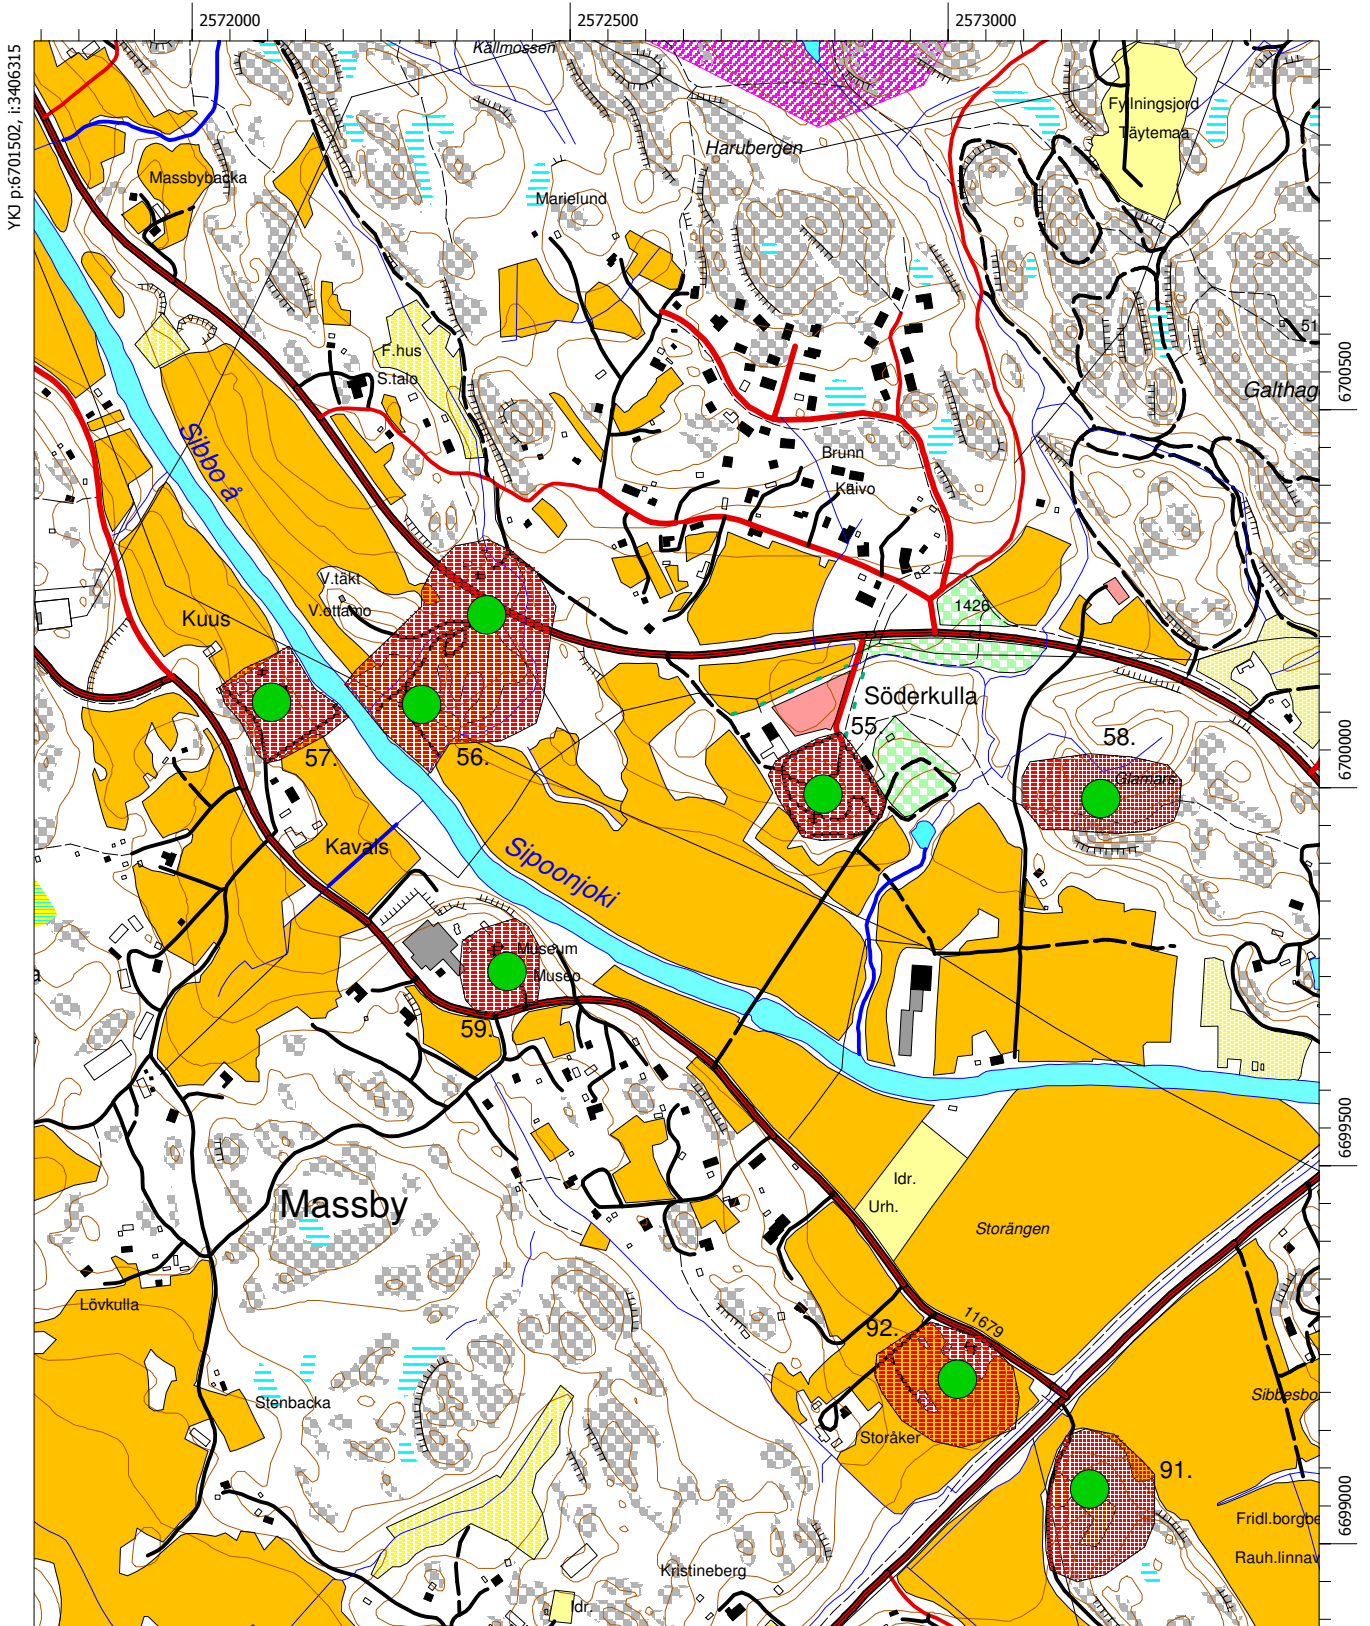 2572000
2572500
2573000
YKJ p:6701502, i:3406315
Källmossen
Fyllningsjord
Täytemaa
Harubergen
Massbybacka
Marielund
51
6700500
F.hus
S.talo
Galthag
Sibbo å
Brunn
Kaivo
V.täkt
V.ottamo
1426
Kuus
Söderkulla
55.
58.
57.
56.
6700000
Glamars
Kavals
Sipoonjoki
Museum
Museo
59.
6699500
Idr.
Urh.
Massby
Storängen
Lövkulla
11679
92.
Sibbesbo
Stenbacka
Storåker
91.
6699000
Fridl.borgbe
Rauh.linnav
Kristineberg
Idr.